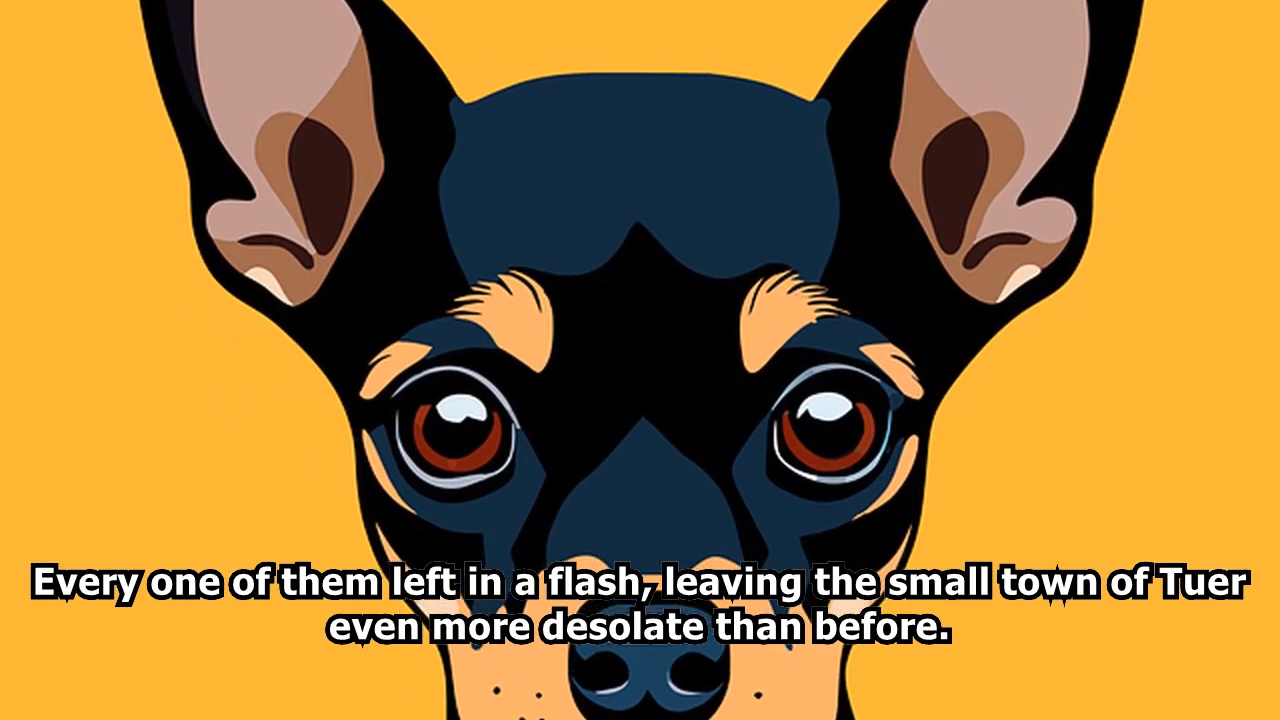 Every one of them left in a flash, leaving the small town of Tuer
even more desolate than before.